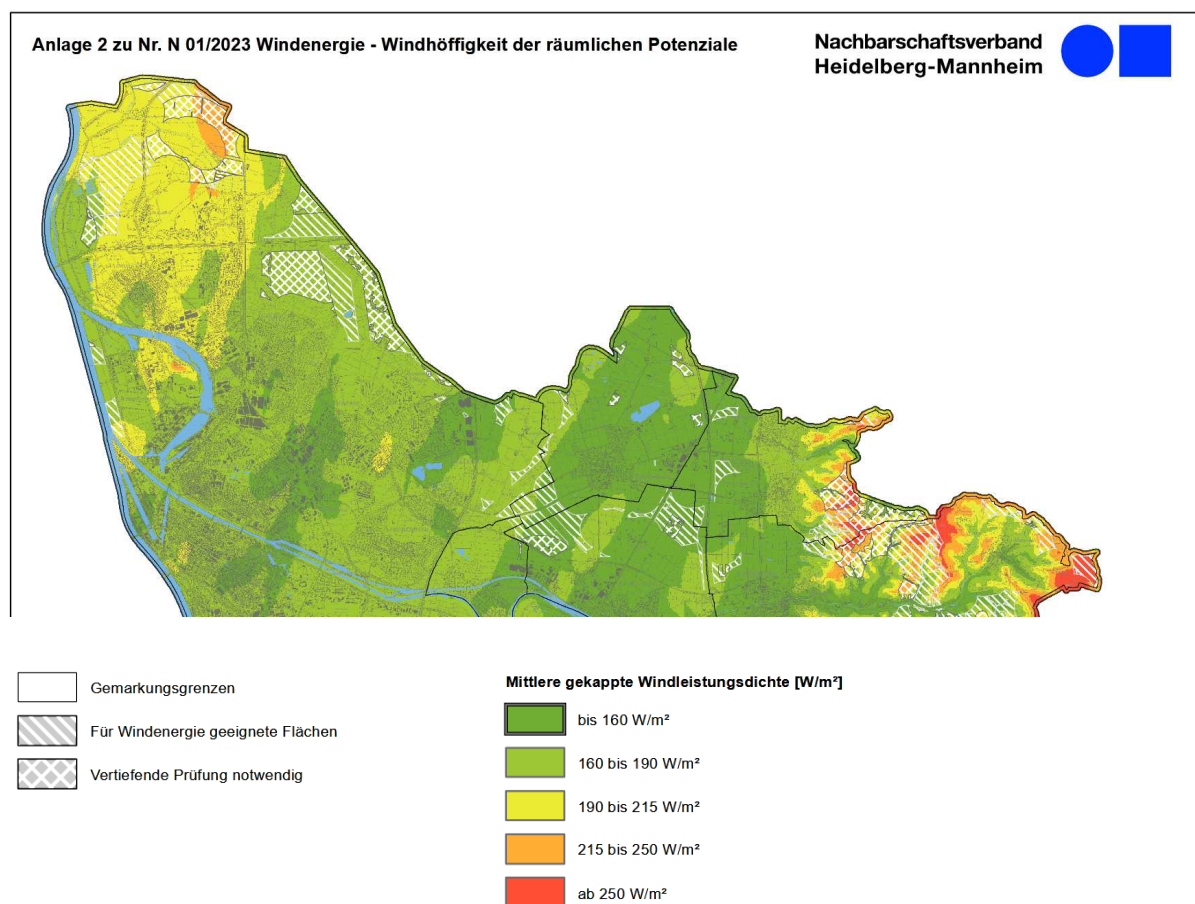 Anlage 2 zu Nr. N 01/2023 Windenergie - Windhöffigkeit der räumlichen Potenziale
Nachbarschaftsverband
Heidelberg-Mannheim
Gemarkungsgrenzen
Für Windenergie geeignete Flächen
Vertiefende Prüfung notwendig
Mittlere gekappte Windleistungsdichte [W/m²]
bis 160 W/m²
160 bis 190 W/m²
190 bis 215 W/m²
215 bis 250 W/m²
ab 250 W/m²